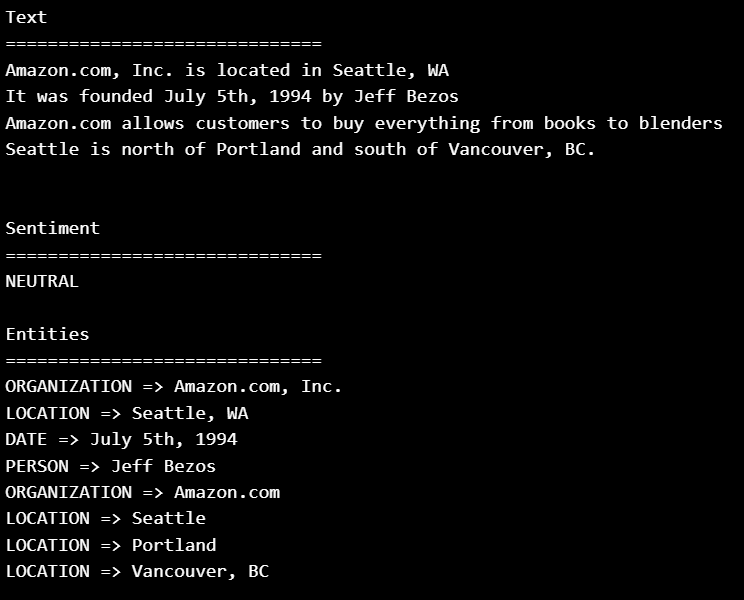 Text
==============================
Amazon.com, Inc. is located in Seattle, WA
It was founded July 5th, 1994 by Jeff Bezos
Amazon.com allows customers to buy everything from books to blenders
Seattle is north of Portland and south of Vancouver, BC.
Sentiment
==============================
NEUTRAL
Entities
==============================
ORGANIZATION => Amazon.com, Inc.
LOCATION => Seattle, WA
DATE => July 5th, 1994
PERSON => Jeff Bezos
ORGANIZATION => Amazon.com
LOCATION => Seattle
LOCATION => Portland
LOCATION => Vancouver, BC